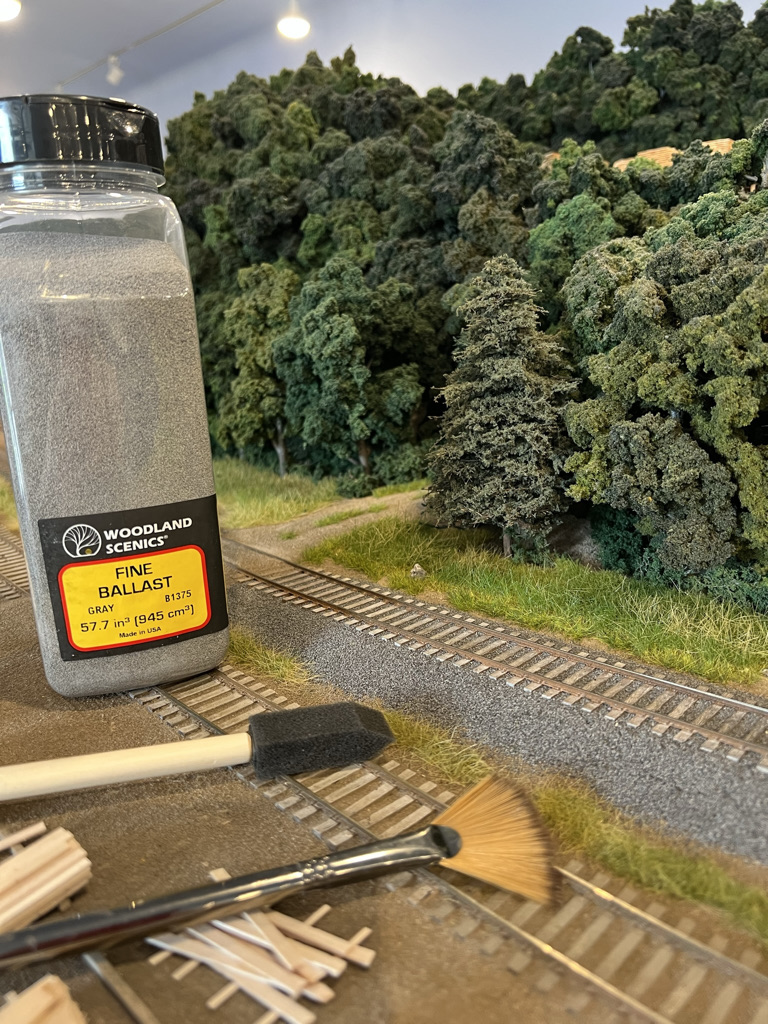 WOODLAND
SCENICS®
FINE
BALLAST
GRAY B1375
57.7 in³ (945 cm³)
Made in USA